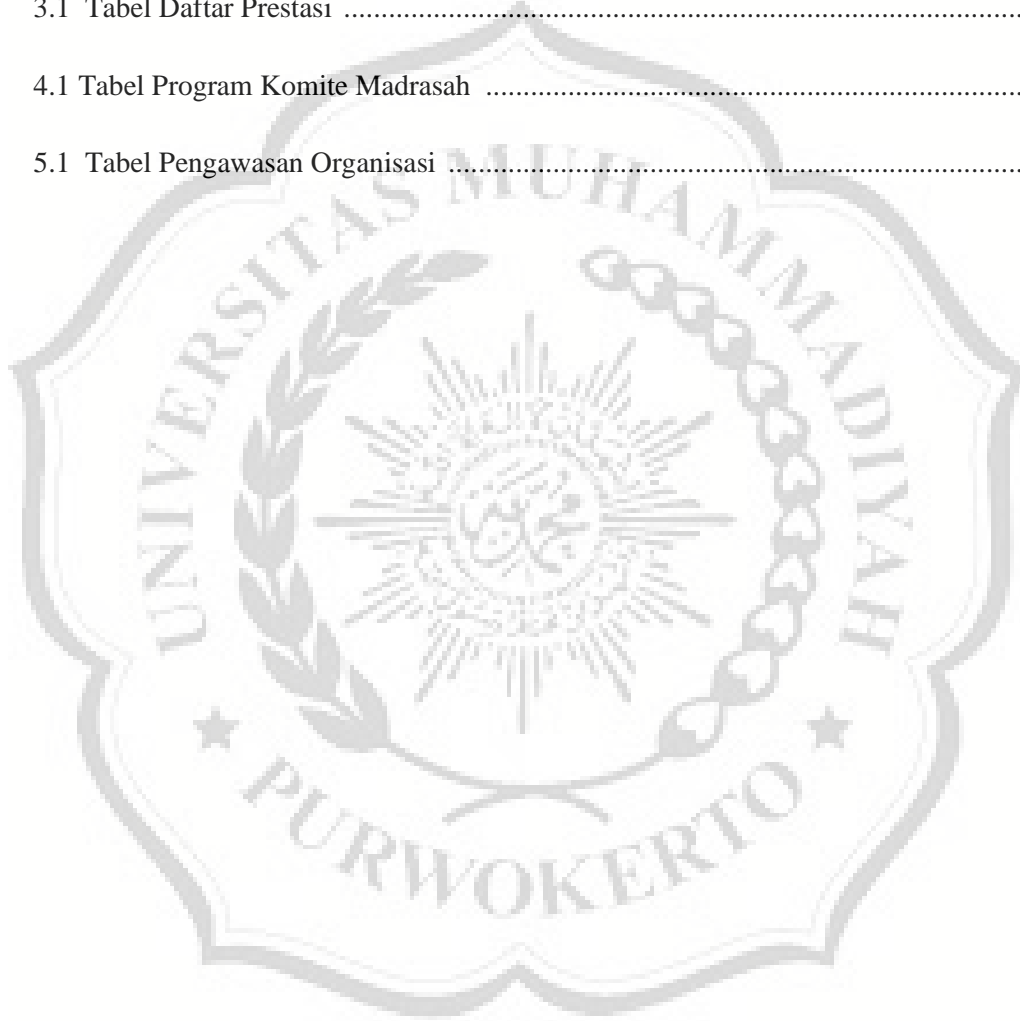 3.1 Tabel Daftar Prestasi ....................................................................................
4.1 Tabel Program Komite Madrasah ................................................................
5.1 Tabel Pengawasan Organisasi .....................................................................
UNIVERSITAS MUHAMMADIYAH
PURWOKERTO